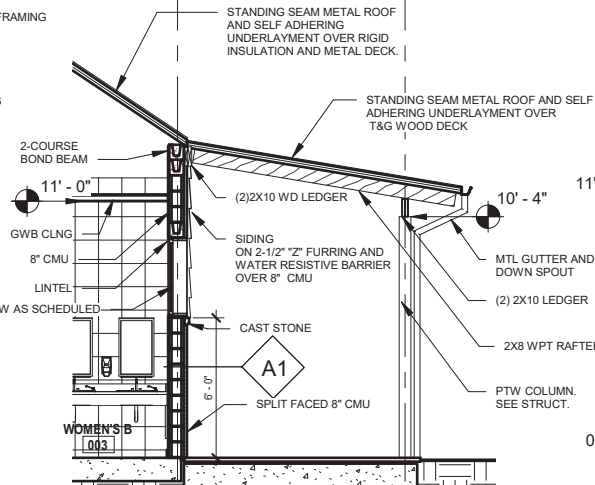 FRAMING
STANDING SEAM METAL ROOF
AND SELF ADHERING
UNDERLAYMENT OVER RIGID
INSULATION AND METAL DECK.
STANDING SEAM METAL ROOF AND SELF
ADHERING UNDERLAYMENT OVER
T&G WOOD DECK
2-COURSE
BOND BEAM
11' - 0"
(2)2X10 WD LEDGER
10' - 4"
11'
GWB CLNG
8" CMU
LINTEL
W AS SCHEDULED
SIDING
ON 2-1/2" "Z" FURRING AND
WATER RESISTIVE BARRIER
OVER 8" CMU
MTL GUTTER AND
DOWN SPOUT
(2) 2X10 LEDGER
CAST STONE
2X8 WPT RAFTER
A1
6' - 0"
SPLIT FACED 8" CMU
PTW COLUMN.
SEE STRUCT.
WOMEN'S B
003
0